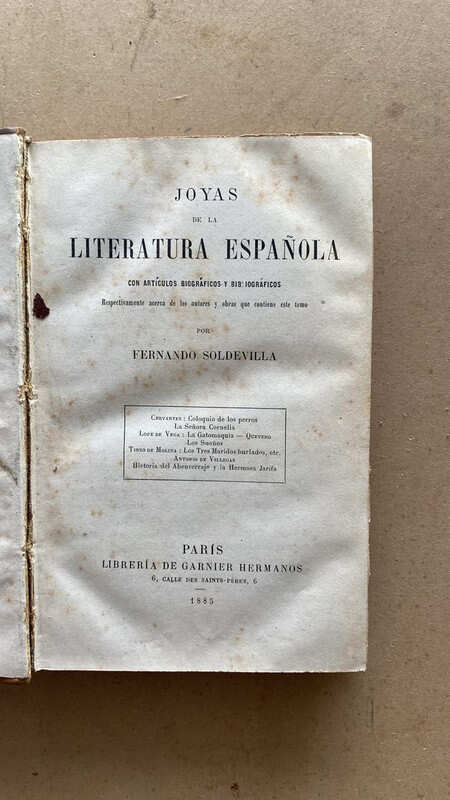 JOYAS
DE LA
LITERATURA ESPAÑOLA
CON ARTÍCULOS BIOGRÁFICOS Y BIB IOGRÁFICOS
Respectivamente acerca de los autores y obras que contiene este tomo
POR
FERNANDO SOLDEVILLA
CERVANTES : Coloquio de los perros
La Señora Cornelia
LOPE DE VEGA : La Gatomaquia — QUEVEDO
Los Sueños
TIRSO DE MOLINA : Los Tres Maridos burlados, etc.
ANTONIO DE VILLEGAS
Historia del Abencerraje y la Hermosa Jarifa
PARÍS
LIBRERÍA DE GARNIER HERMANOS
6, CALLE DES SAINTS-PÈRES, 6
1885